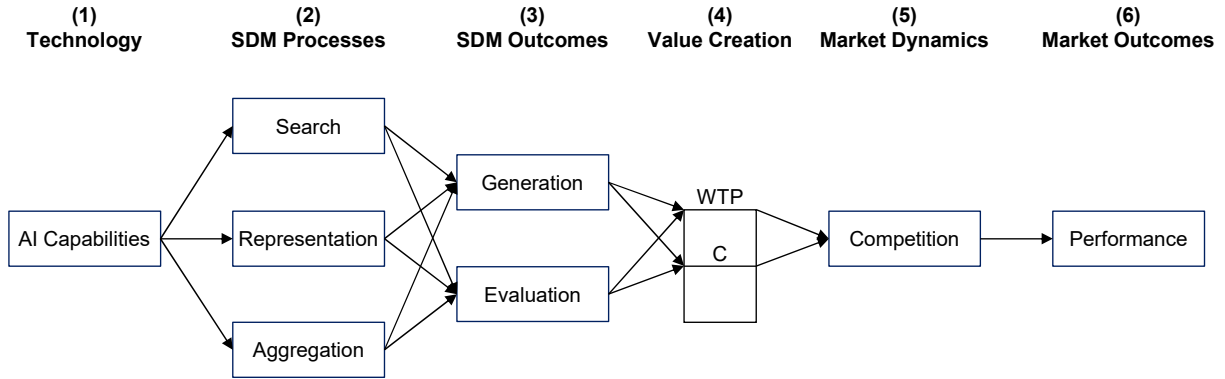 (1) (2) (3) (4) (5) (6)
Technology SDM Processes SDM Outcomes Value Creation Market Dynamics Market Outcomes
Search
Generation
WTP
AI Capabilities Representation C Competition Performance
Evaluation
Aggregation